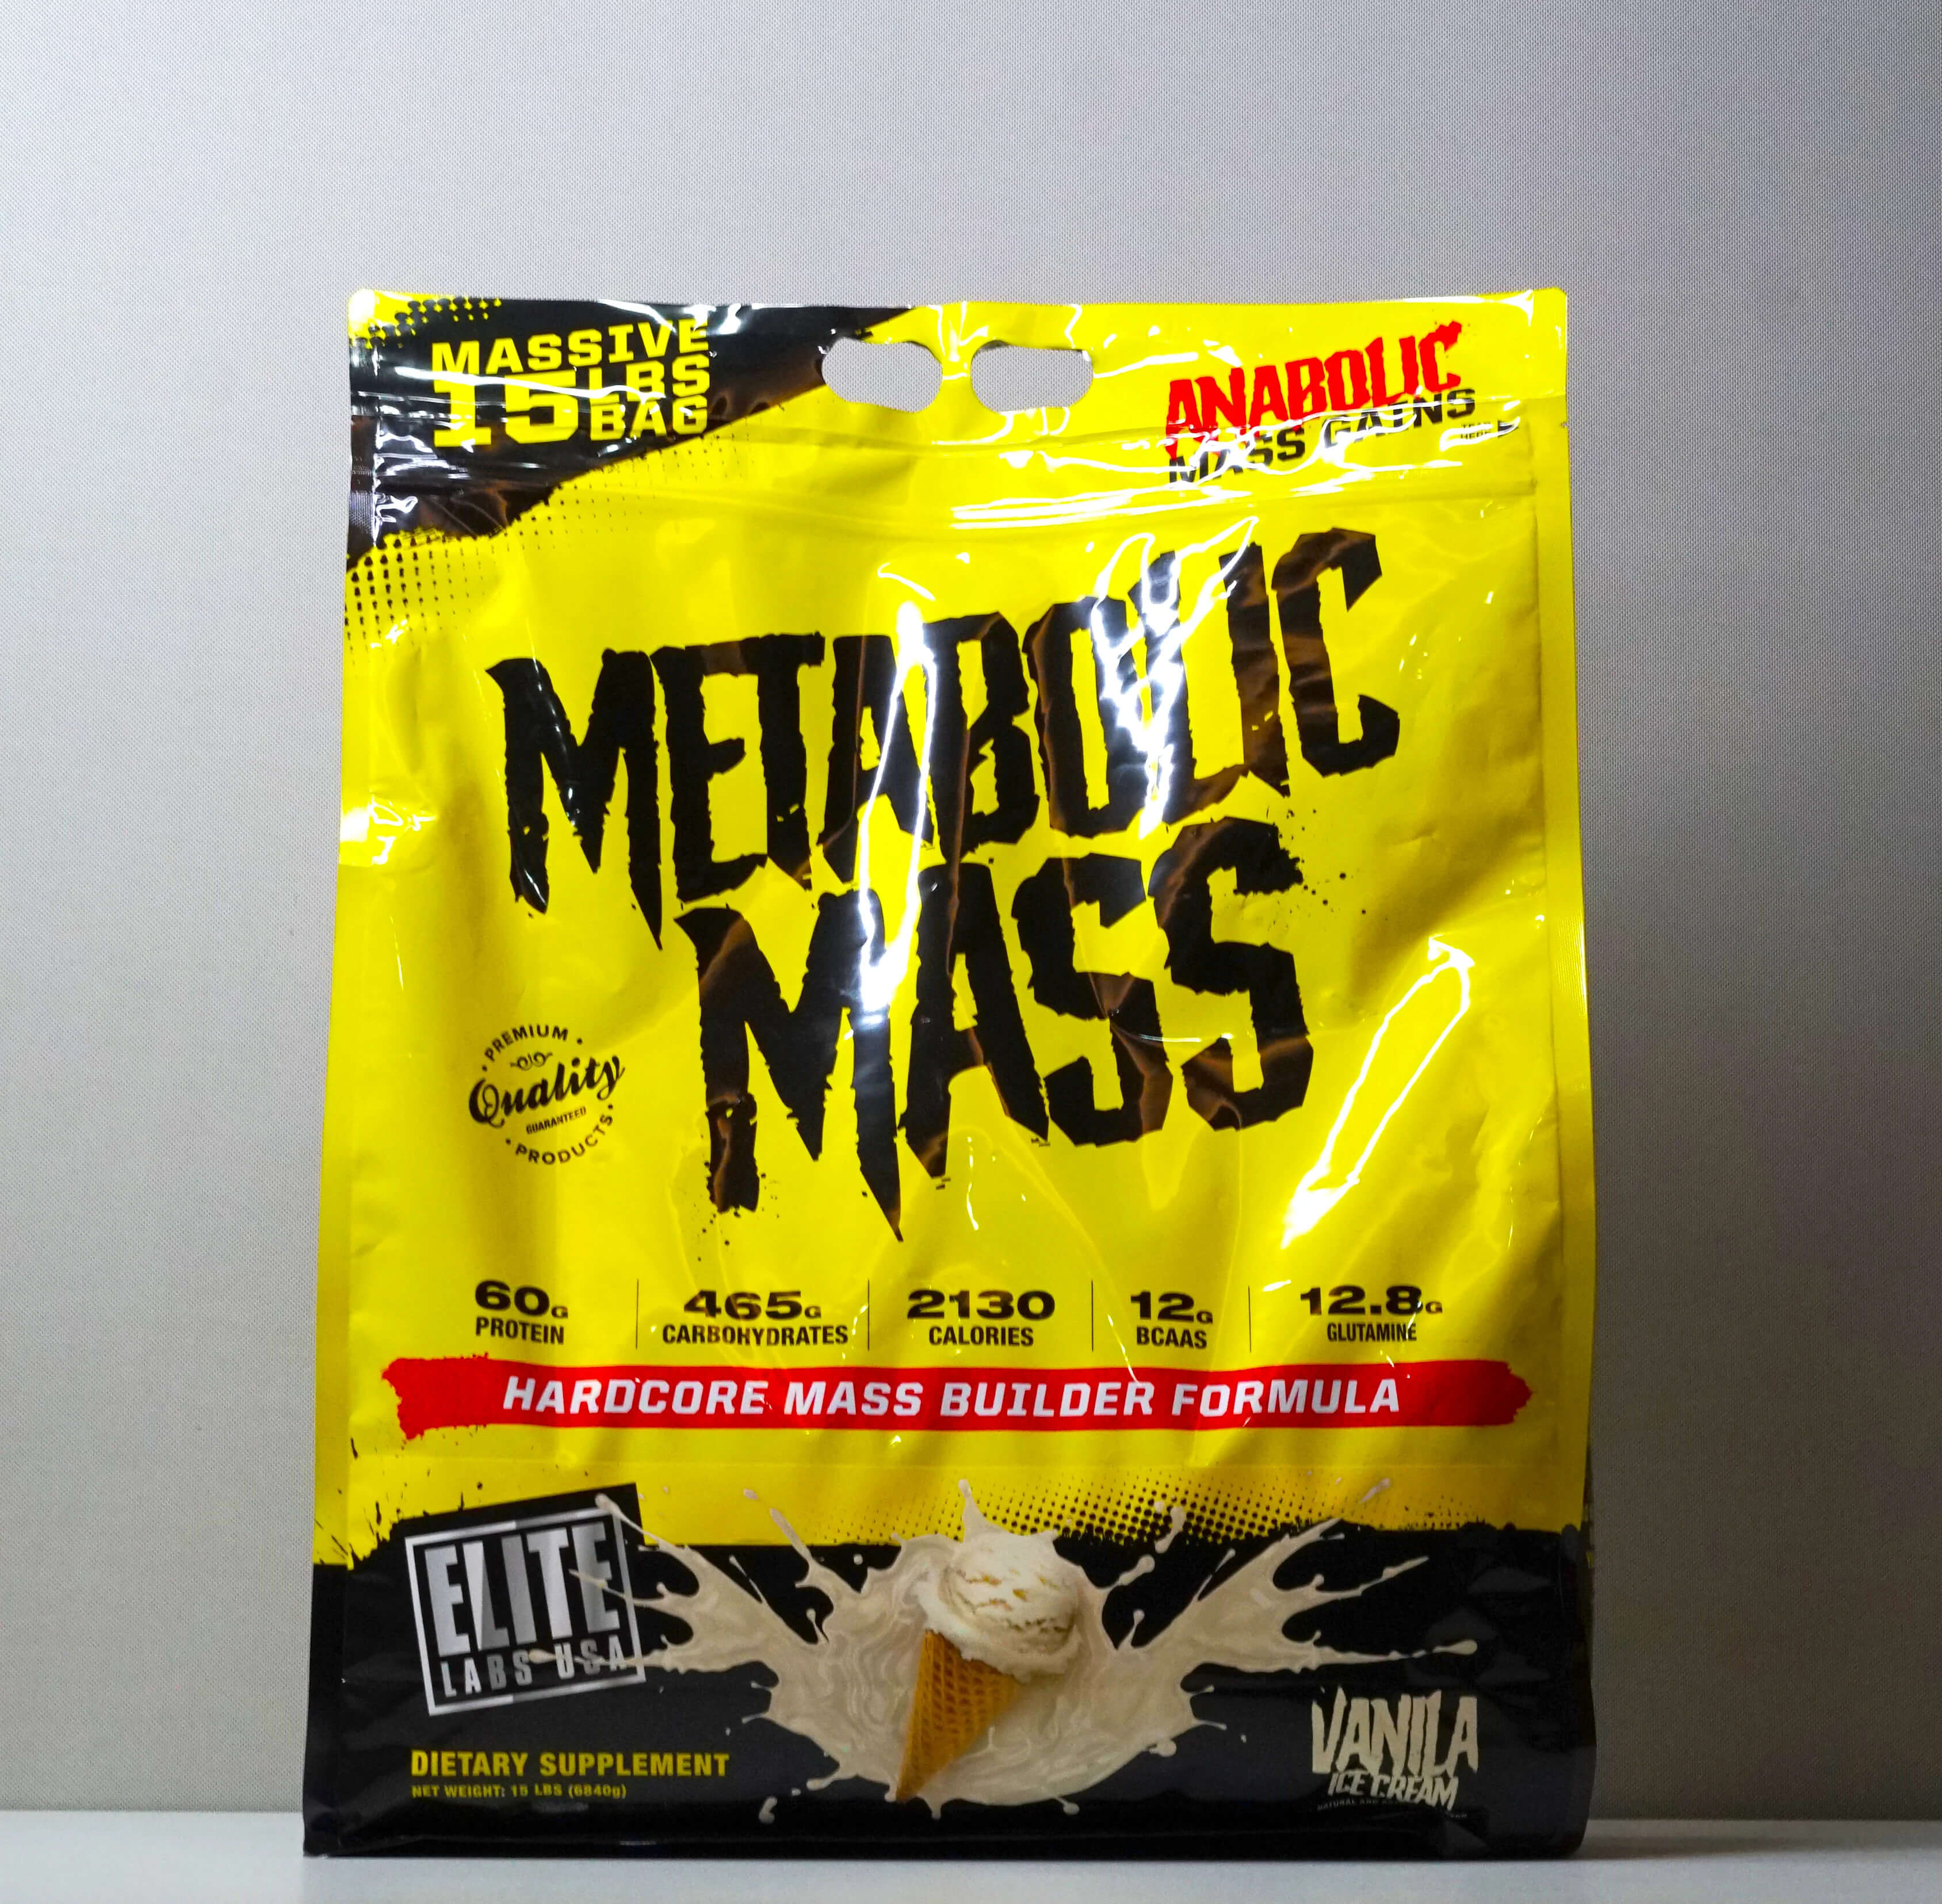 MASSIVE
15 LBS
BAG
ANABOLIC
MASS GAINS
METABOLIC
MASS
PREMIUM
Quality
GUARANTEED
PRODUCTS
60G
PROTEIN
465G
CARBOHYDRATES
2130
CALORIES
12G
BCAAS
12.8G
GLUTAMINE
HARDCORE MASS BUILDER FORMULA
ELITE
LABS USA
DIETARY SUPPLEMENT
NET WEIGHT: 15 LBS (6840g)
VANILA
ICE CREAM
NATURAL AND